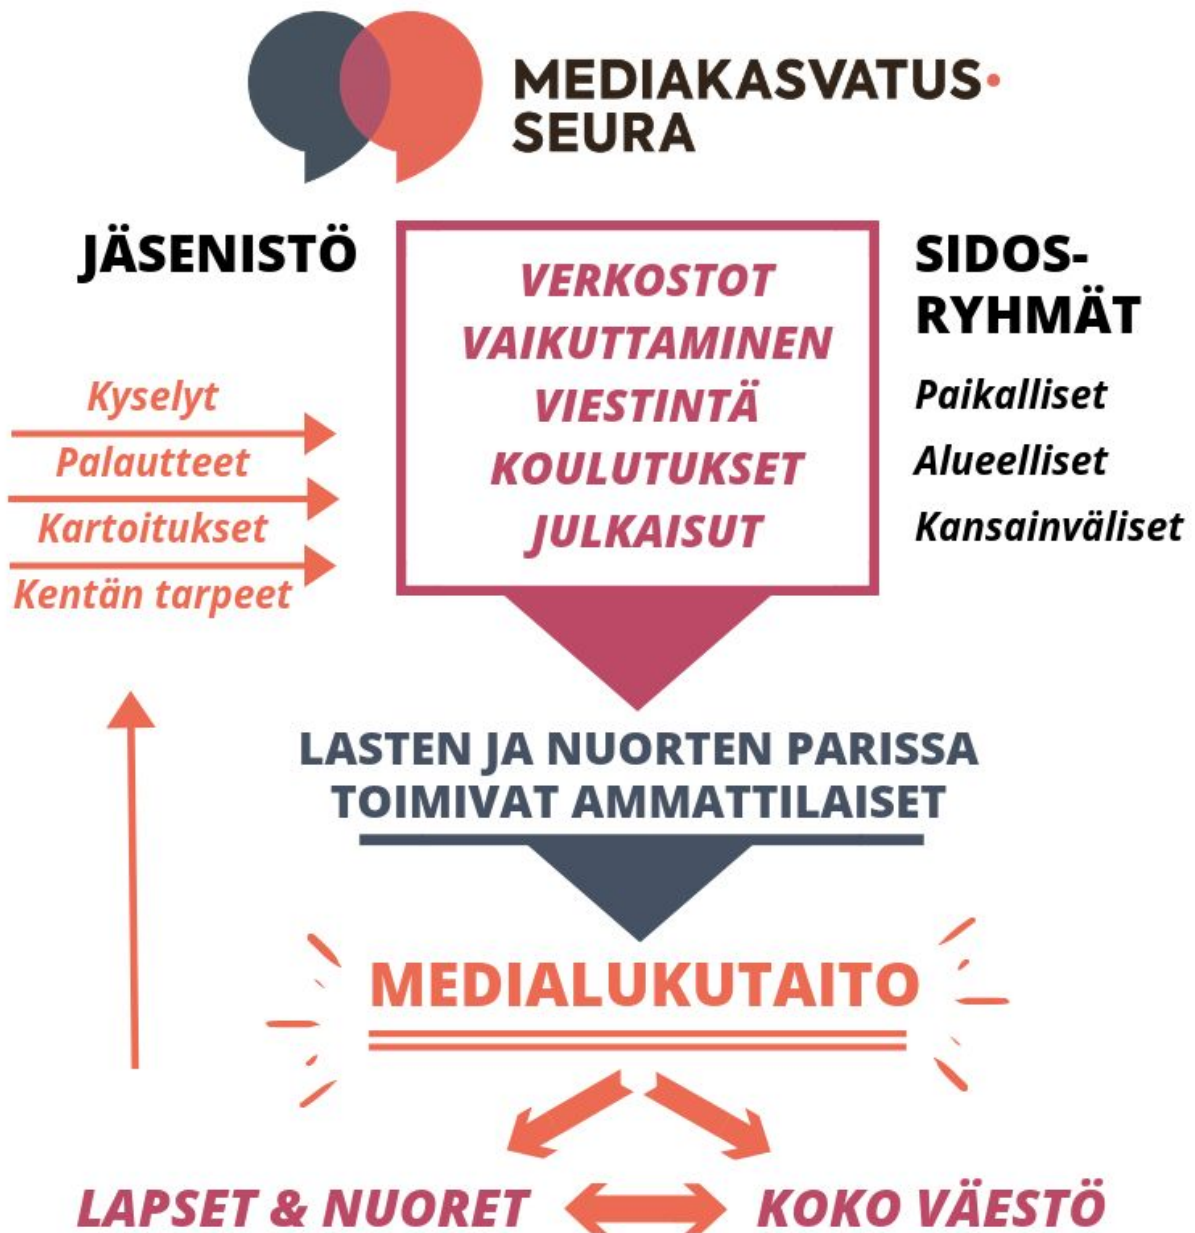 MEDIAKASVATUS•
SEURA
JÄSENISTÖ
Kyselyt
Palautteet
Kartoitukset
Kentän tarpeet
VERKOSTOT
VAIKUTTAMINEN
VIESTINTÄ
KOULUTUKSET
JULKAISUT
SIDOS-
RYHMÄT
Paikalliset
Alueelliset
Kansainväliset
LASTEN JA NUORTEN PARISSA
TOIMIVAT AMMATTILAISET
MEDIALUKUTAITO
LAPSET & NUORET
KOKO VÄESTÖ